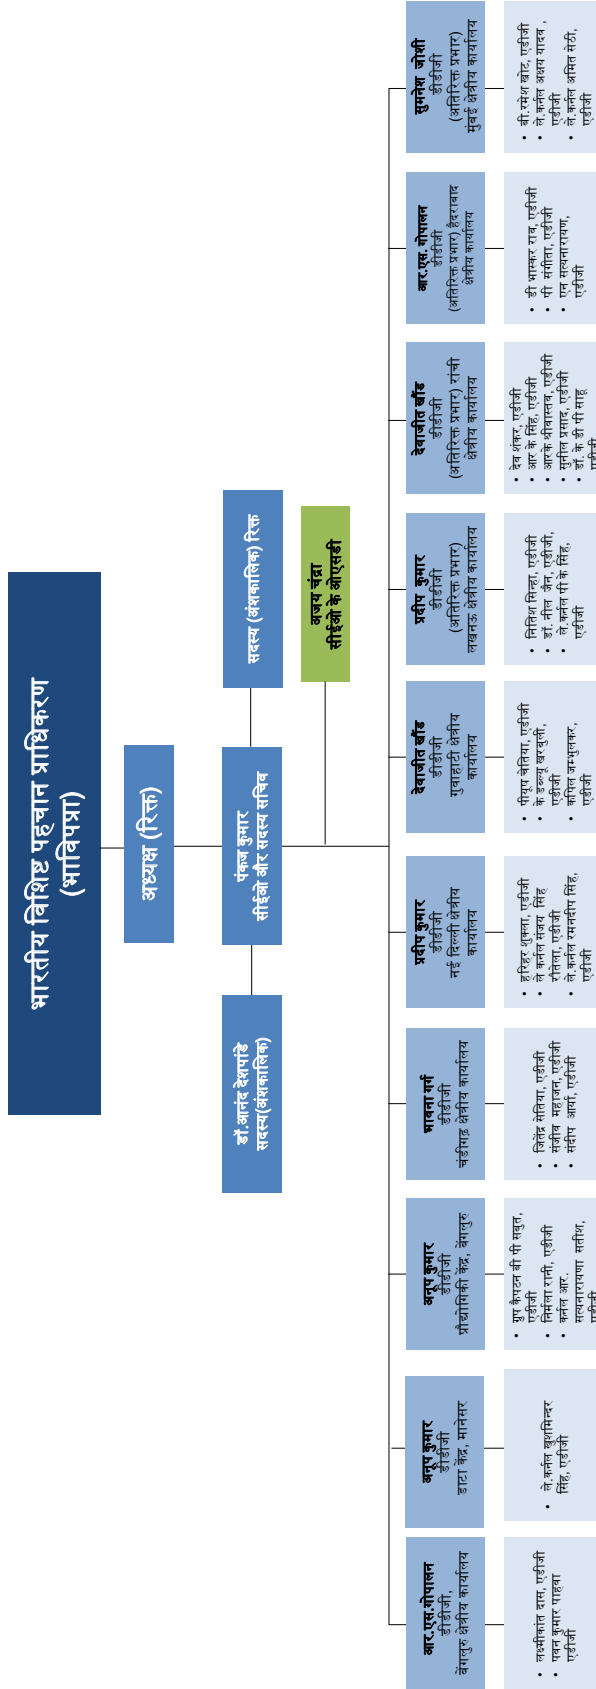 भारतीय विशिष्ट पहचान प्राधिकरण
(भाविपप्रा)
अध्यक्ष (रिक्त)
डॉ.आनंद देशपांडे
सदस्य(अंशकालिक)
पंकज कुमार
सीईओ और सदस्य सचिव
सदस्य (अंशकालिक) रिक्त
अजय चंद्रा
सीईओ के ओएसडी
आर.एस.गोपालन
डीडीजी,
बेंगलुरु क्षेत्रीय कार्यालय
• लक्ष्मीकांत दास, एडीजी
• पवन कुमार पाहवा
एडीजी
अनूप कुमार
डीडीजी
डाटा केंद्र, मानेसर
• ले.कर्नल खुशमिन्दर
सिंह, एडीजी
अनूप कुमार
डीडीजी
प्रौद्योगिकी केंद्र, बेंगलुरु
• ग्रुप कैपटन बी पी सबुत,
एडीजी
• निर्मला रानी, एडीजी
• कर्नल आर.
सत्यनारायणा सतीश,
एडीजी
भावना गर्ग
डीडीजी
चंडीगढ़ क्षेत्रीय कार्यालय
• जितेंद्र सेतिया, एडीजी
• संजीव महाजन, एडीजी
• संदीप आर्या, एडीजी
प्रदीप कुमार
डीडीजी
नई दिल्ली क्षेत्रीय
कार्यालय
• हरिहर शुक्ला, एडीजी
• ले कर्नल संजय सिंह
रौतेला, एडीजी
• ले.कर्नल रमनदीप सिंह,
एडीजी
देवाजीत खौंड
डीडीजी
गुवाहाटी क्षेत्रीय
कार्यालय
• पीयूष चेतिया, एडीजी
• के डब्ल्यू खरबुली,
एडीजी
• कपिल जम्भुलकर,
एडीजी
प्रदीप कुमार
डीडीजी
(अतिरिक्त प्रभार)
लखनऊ क्षेत्रीय कार्यालय
• नितिश सिन्हा, एडीजी
• डॉ. नील जैन, एडीजी,
• ले.कर्नल पी के सिंह,
एडीजी
देवाजीत खौंड
डीडीजी
(अतिरिक्त प्रभार) रांची
क्षेत्रीय कार्यालय
• देव शंकर, एडीजी
• आर के सिंह, एडीजी
• आरके श्रीवास्तव, एडीजी
• सुनील प्रसाद, एडीजी
• डॉ. के डी पी साहू
एडीजी
आर.एस. गोपालन
डीडीजी
(अतिरिक्त प्रभार) हैदराबाद
क्षेत्रीय कार्यालय
• डी भास्कर राव, एडीजी
• पी संगीता, एडीजी
• एन सत्यनारायण,
एडीजी
सुमनेश जोशी
डीडीजी
(अतिरिक्त प्रभार)
मुंबई क्षेत्रीय कार्यालय
• बी.रमेश खोट, एडीजी
• ले.कर्नल अक्षय यादव ,
एडीजी
• ले.कर्नल अमित सेठी,
एडीजी